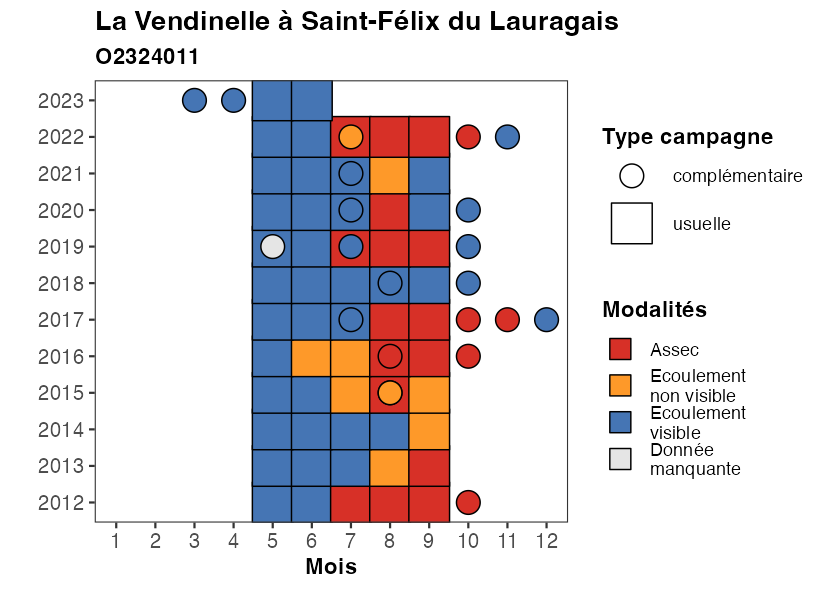 La Vendinelle à Saint-Félix du Lauragais
O2324011
2023
2022
2021
2020
2019
2018
2017
2016
2015
2014
2013
2012
1 2 3 4 5 6 7 8 9 10 11 12
Mois
Type campagne
complémentaire
usuelle
Modalités
Assec
Ecoulement
non visible
Ecoulement
visible
Donnée
manquante